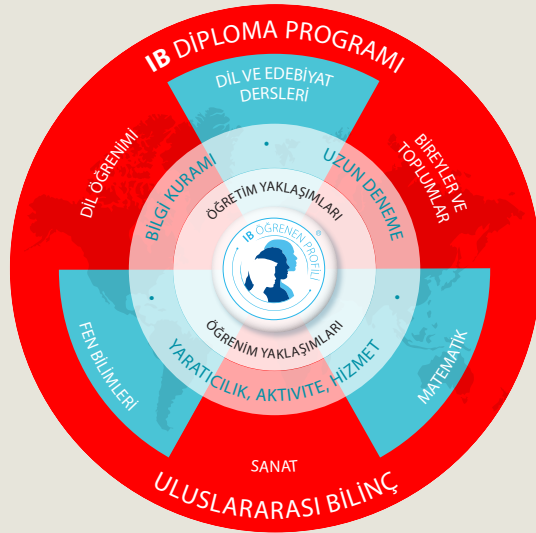 IB DİPLOMA PROGRAMI
DİL VE EDEBİYAT
DERSLERİ
DİL ÖĞRENİMİ
BİREYLER VE
TOPLUMLAR
BİLGİ KURAMI
UZUN DENEME
ÖĞRETİM YAKLAŞIMLARI
IB ÖĞRENEN PROFİLİ
®
ÖĞRENİM YAKLAŞIMLARI
YARATICILIK, AKTİVİTE, HİZMET
FEN BİLİMLERİ
MATEMATİK
SANAT
ULUSLARARASI BİLİNÇ